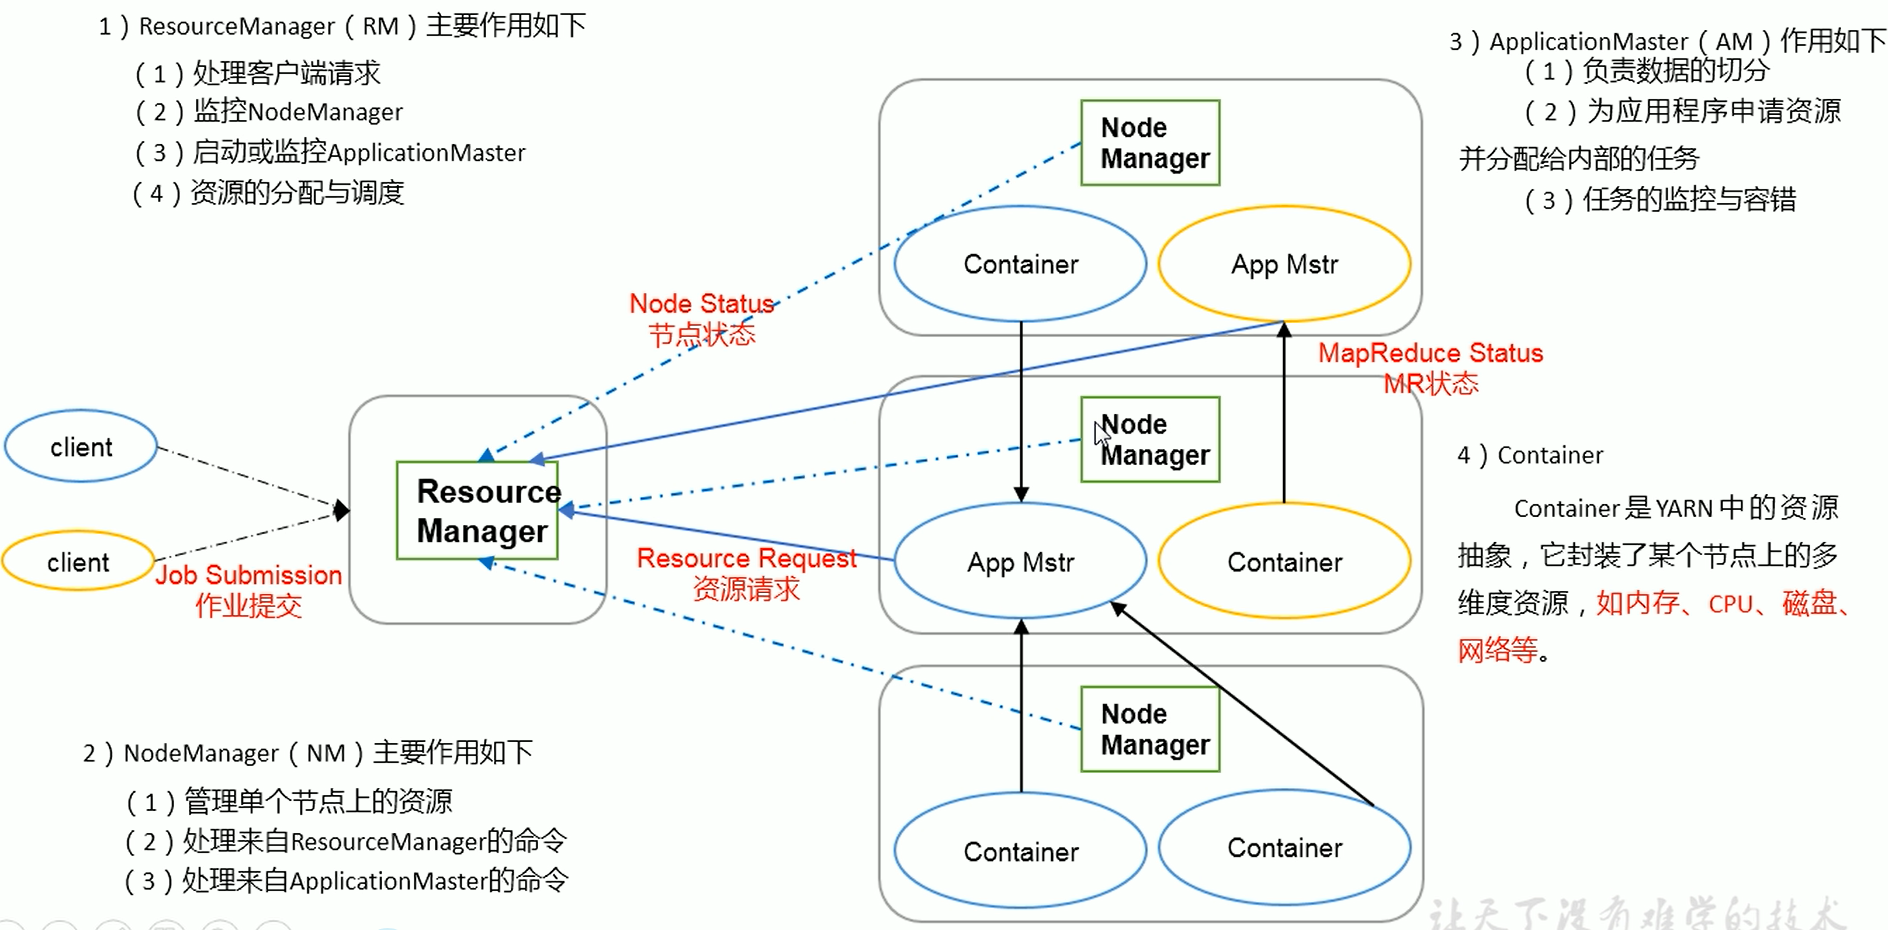 1）ResourceManager（RM）主要作用如下
（1）处理客户端请求
（2）监控NodeManager
（3）启动或监控ApplicationMaster
（4）资源的分配与调度
3）ApplicationMaster（AM）作用如下
（1）负责数据的切分
（2）为应用程序申请资源
并分配给内部的任务
（3）任务的监控与容错
Node
Manager
Container
App Mstr
Node Status
节点状态
MapReduce Status
MR状态
client
client
Job Submission
作业提交
Resource
Manager
Resource Request
资源请求
Node
Manager
App Mstr
Container
4）Container
Container是YARN中的资源
抽象，它封装了某个节点上的多
维度资源，如内存、CPU、磁盘、
网络等。
2）NodeManager（NM）主要作用如下
（1）管理单个节点上的资源
（2）处理来自ResourceManager的命令
（3）处理来自ApplicationMaster的命令
Node
Manager
Container
Container
让天下没有难学的技术